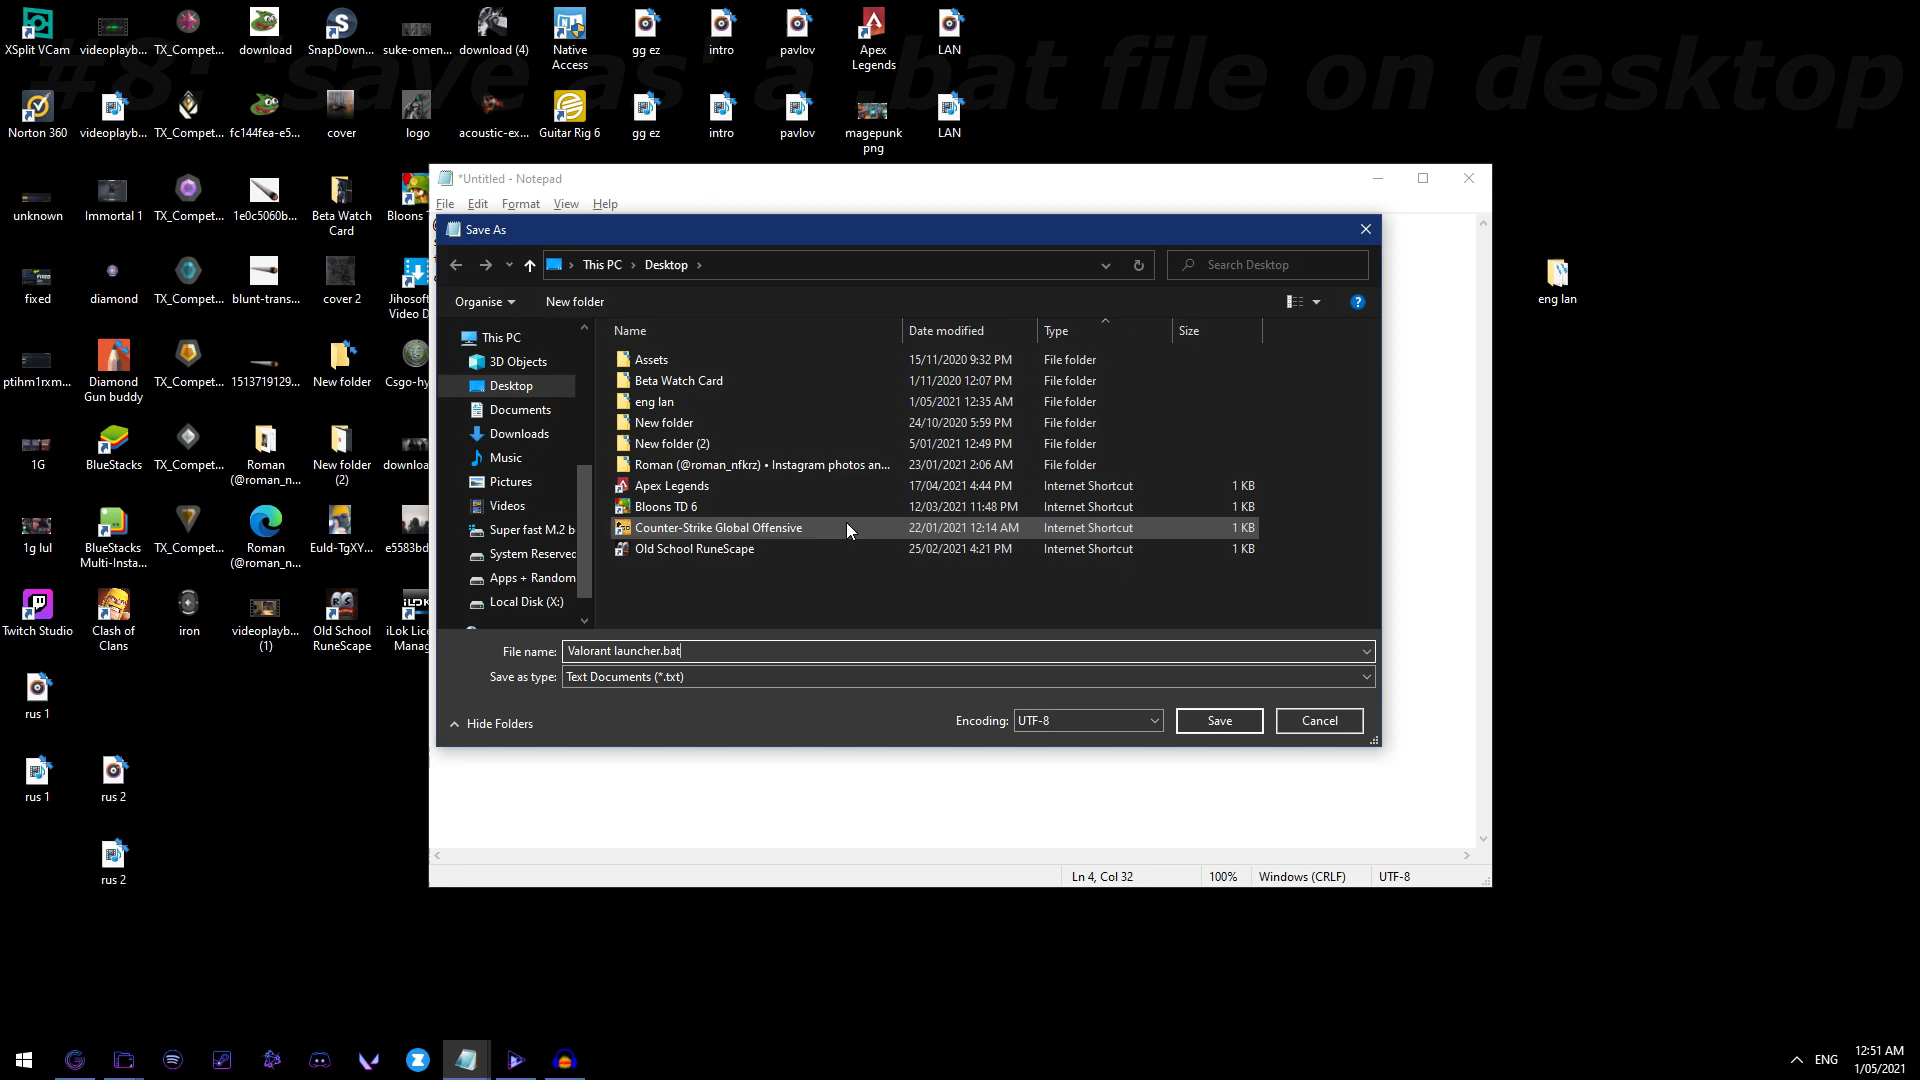 #8; 'save as' a .bat file on desktop
XSplit VCam
videoplayb...
TX_Compet...
download
SnapDown...
suke-omen...
download (4)
Native
Access
gg ez
intro
pavlov
Apex
Legends
LAN
Norton 360
videoplayb...
TX_Compet...
fc144fea-e5...
cover
logo
acoustic-ex...
Guitar Rig 6
gg ez
intro
pavlov
magepunk
png
LAN
unknown
Immortal 1
TX_Compet...
1e0c5060b...
Beta Watch
Card
Bloons
fixed
diamond
TX_Compet...
blunt-trans...
cover 2
Jihosoft
Video D
ptihm1rxm...
Diamond
Gun buddy
TX_Compet...
1513719129...
New folder
Csgo-hy
1G
BlueStacks
TX_Compet...
Roman
(@roman_n...
New folder
(2)
downloa
1g lul
BlueStacks
Multi-Insta...
TX_Compet...
Roman
(@roman_n...
Euld-TgXY...
e5583bd
Twitch Studio
Clash of
Clans
iron
videoplayb...
(1)
Old School
RuneScape
iLOK
iLok Lice
Manag
rus 1
rus 1
rus 2
rus 2
eng lan
*Untitled - Notepad
File Edit Format View Help
Save As
This PC > Desktop >
Search Desktop
Organise
New folder
This PC
3D Objects
Desktop
Documents
Downloads
Music
Pictures
Videos
Super fast M.2 b
System Reserved
Apps + Random
Local Disk (X:)
Name Date modified Type Size
Assets 15/11/2020 9:32 PM File folder
Beta Watch Card 1/11/2020 12:07 PM File folder
eng lan 1/05/2021 12:35 AM File folder
New folder 24/10/2020 5:59 PM File folder
New folder (2) 5/01/2021 12:49 PM File folder
Roman (@roman_nfkrz) • Instagram photos an... 23/01/2021 2:06 AM File folder
Apex Legends 17/04/2021 4:44 PM Internet Shortcut 1 KB
Bloons TD 6 12/03/2021 11:48 PM Internet Shortcut 1 KB
Counter-Strike Global Offensive 22/01/2021 12:14 AM Internet Shortcut 1 KB
Old School RuneScape 25/02/2021 4:21 PM Internet Shortcut 1 KB
File name: Valorant launcher.bat
Save as type: Text Documents (*.txt)
Hide Folders
Encoding: UTF-8
Save
Cancel
Ln 4, Col 32 100% Windows (CRLF) UTF-8
ENG
12:51 AM
1/05/2021